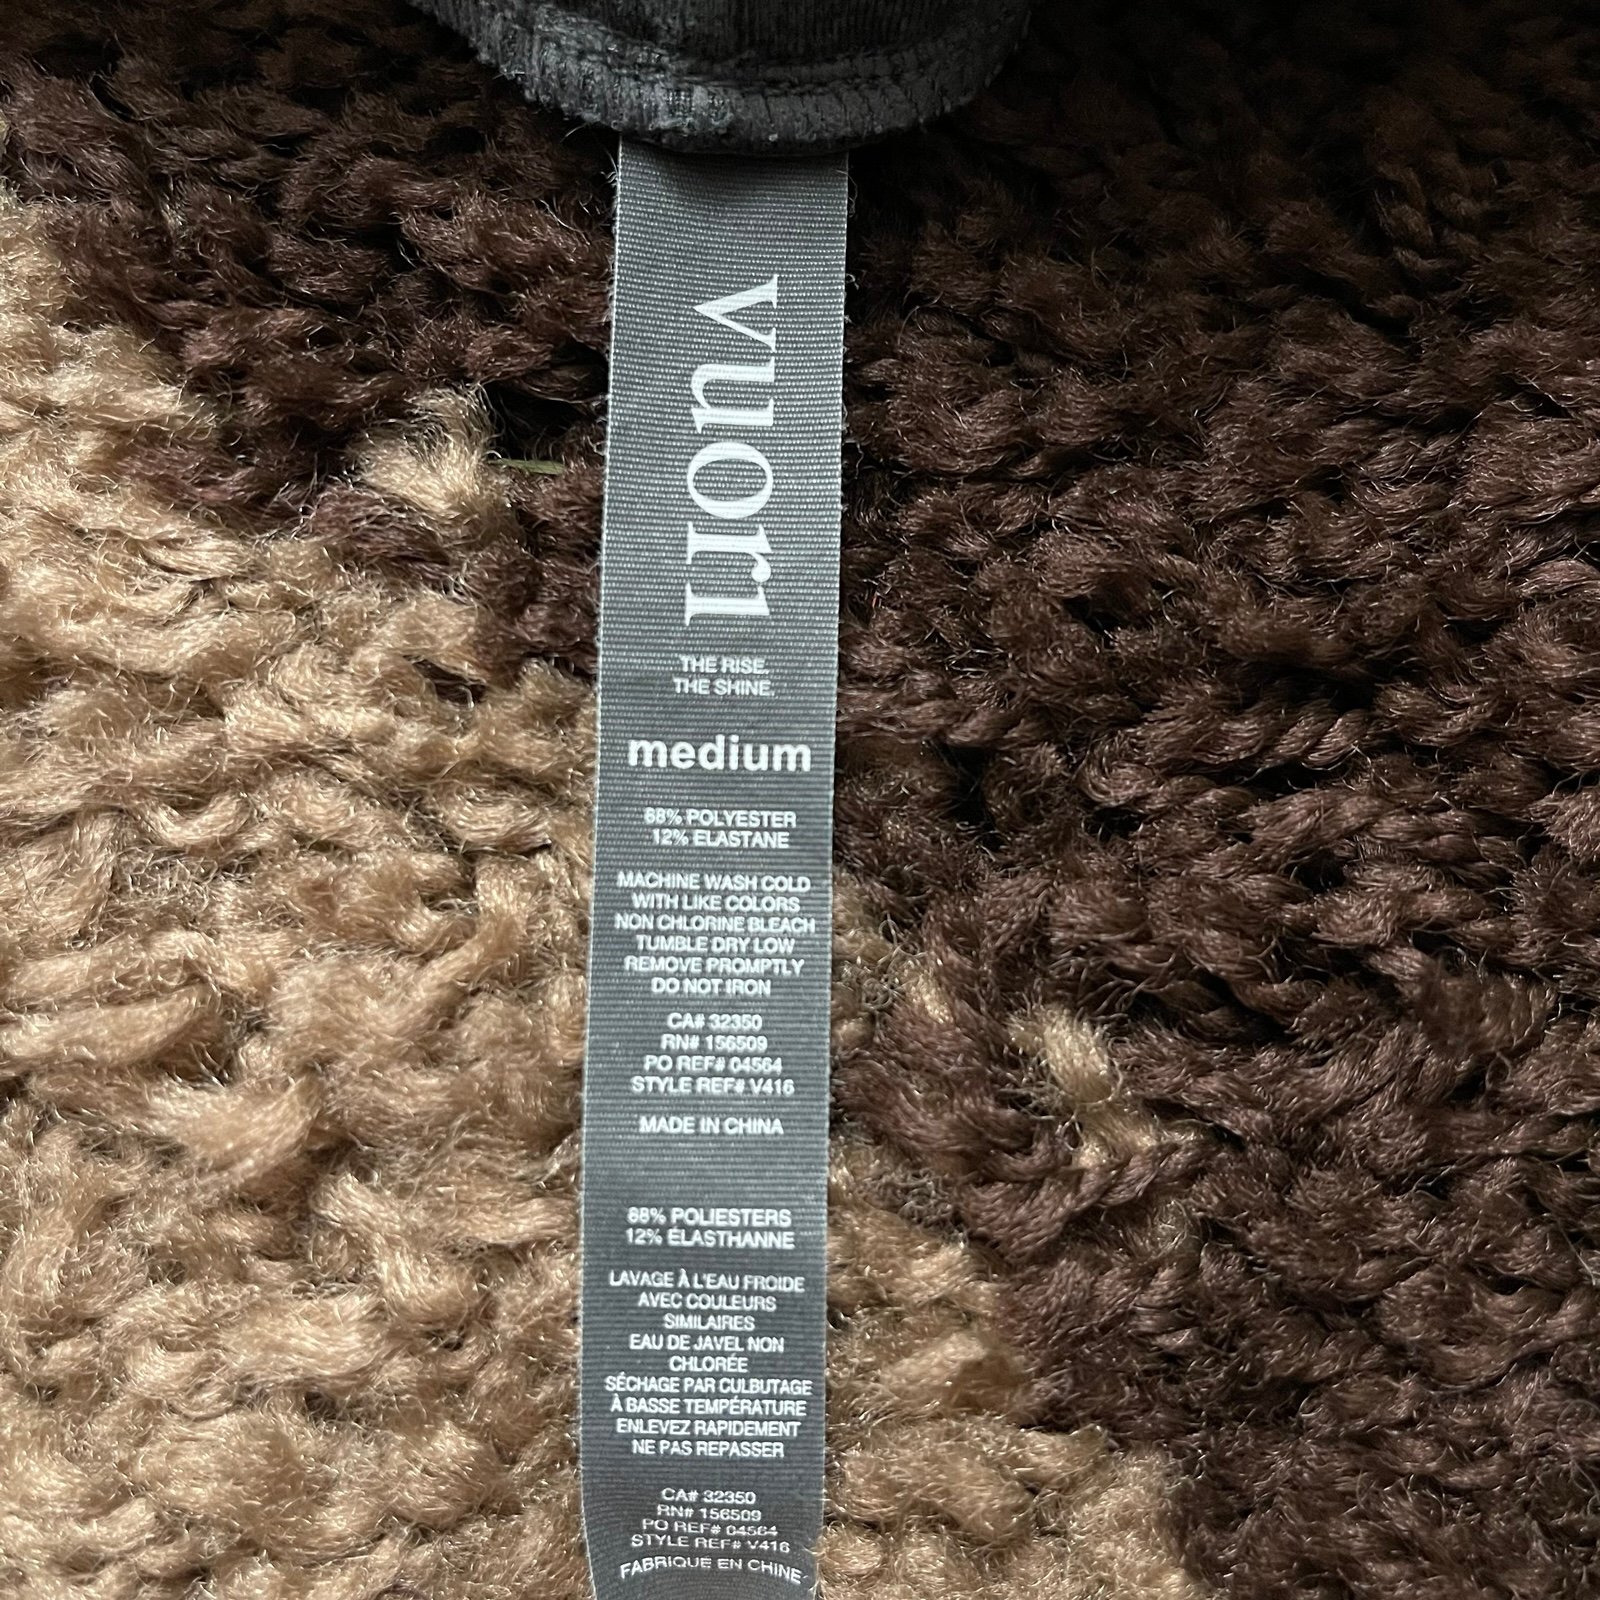 vuori
THE RISE.
THE SHINE.
medium
88% POLYESTER
12% ELASTANE
MACHINE WASH COLD
WITH LIKE COLORS
NON CHLORINE BLEACH
TUMBLE DRY LOW
REMOVE PROMPTLY
DO NOT IRON
CA# 32350
RN# 156509
PO REF# 04564
STYLE REF# V416
MADE IN CHINA
88% POLIESTERS
12% ÉLASTHANNE
LAVAGE À L'EAU FROIDE
AVEC COULEURS
SIMILAIRES
EAU DE JAVEL NON
CHLORÉE
SÉCHAGE PAR CULBUTAGE
À BASSE TEMPÉRATURE
ENLEVEZ RAPIDEMENT
NE PAS REPASSER
CA# 32350
RN# 156509
PO REF# 04564
STYLE REF# V416
FABRIQUÉ EN CHINE